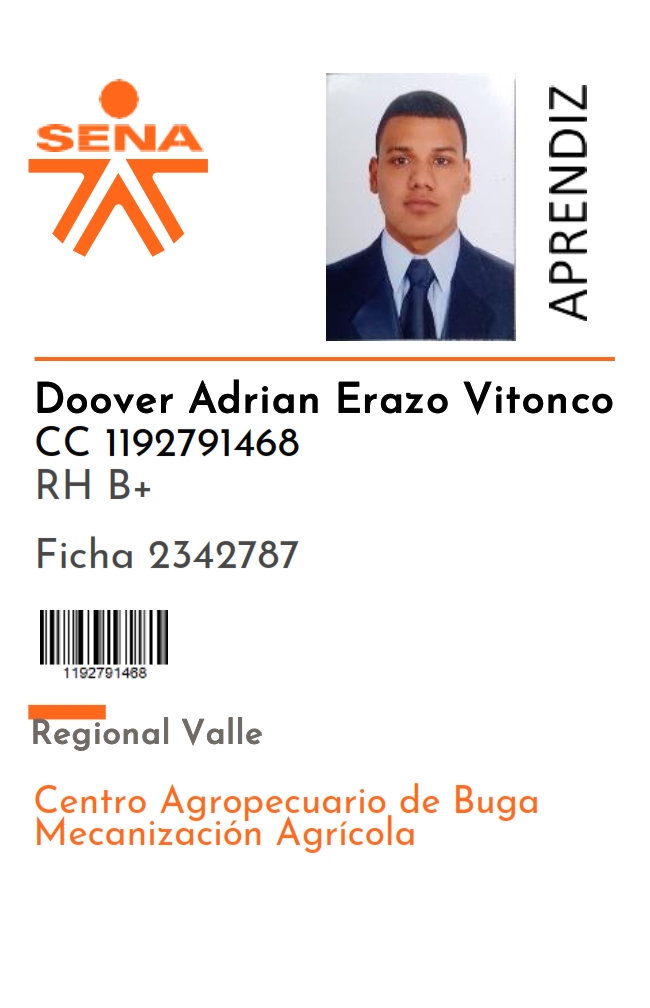 SENA
APRENDIZ
Doover Adrian Erazo Vitonco
CC 1192791468
RH B+
Ficha 2342787
1192791468
Regional Valle
Centro Agropecuario de Buga
Mecanización Agrícola